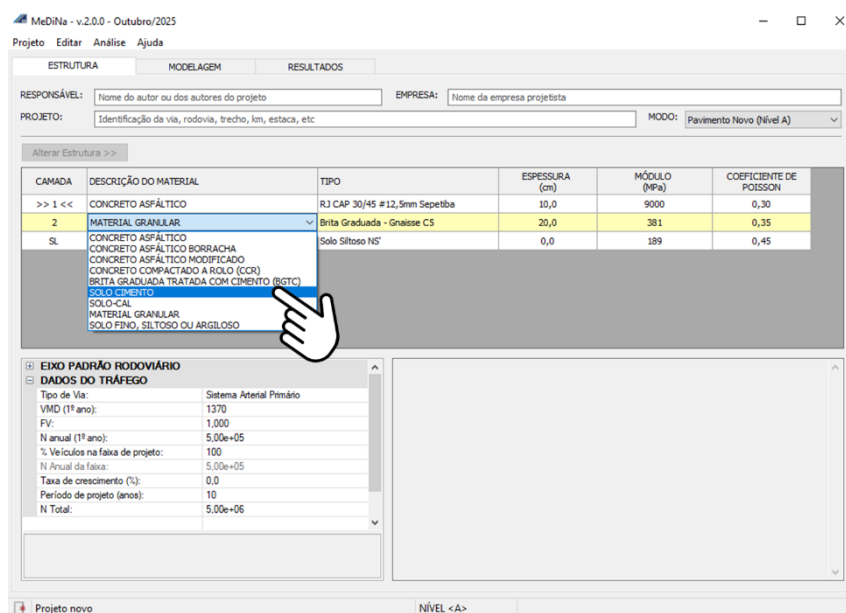 MeDiNa - v.2.0.0 - Outubro/2025
Projeto Editar Análise Ajuda
ESTRUTURA MODELAGEM RESULTADOS
RESPONSÁVEL: Nome do autor ou dos autores do projeto EMPRESA: Nome da empresa projetista
PROJETO: Identificação da via, rodovia, trecho, km, estaca, etc MODO: Pavimento Novo (Nível A)
Alterar Estrutura >>
CAMADA DESCRIÇÃO DO MATERIAL TIPO ESPESSURA (cm) MÓDULO (MPa) COEFICIENTE DE POISSON
>> 1 << CONCRETO ASFÁLTICO RJ CAP 30/45 #12,5mm Sepetiba 10,0 9000 0,30
2 MATERIAL GRANULAR Brita Graduada - Gnaisse C5 20,0 381 0,35
SL Solo Siltoso NS' 0,0 189 0,45
CONCRETO ASFÁLTICO
CONCRETO ASFÁLTICO BORRACHA
CONCRETO ASFÁLTICO MODIFICADO
CONCRETO COMPACTADO A ROLO (CCR)
BRITA GRADUADA TRATADA COM CIMENTO (BGTC)
SOLO CIMENTO
SOLO-CAL
MATERIAL GRANULAR
SOLO FINO, SILTOSO OU ARGILOSO
EIXO PADRÃO RODOVIÁRIO
DADOS DO TRÁFEGO
Tipo de Via: Sistema Arterial Primário
VMD (1º ano): 1370
FV: 1,000
N anual (1º ano): 5,00e+05
% Veículos na faixa de projeto: 100
N Anual da faixa: 5,00e+05
Taxa de crescimento (%): 0,0
Período de projeto (anos): 10
N Total: 5,00e+06
Projeto novo NÍVEL <A>